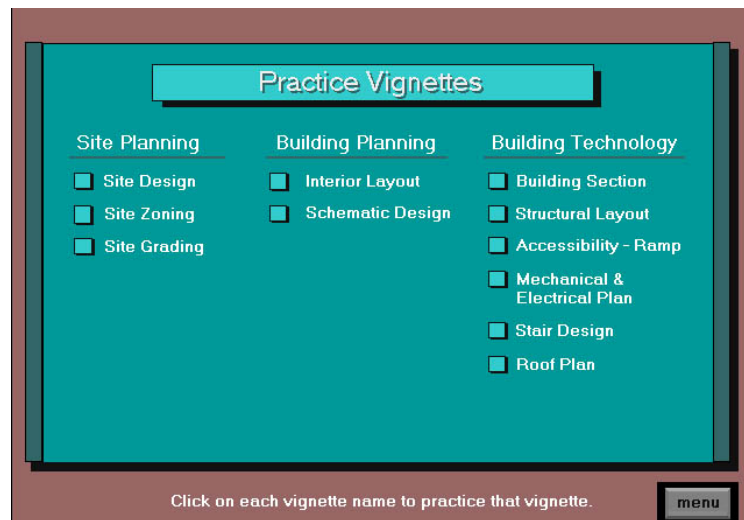 Practice Vignettes
Site Planning
Site Design
Site Zoning
Site Grading
Building Planning
Interior Layout
Schematic Design
Building Technology
Building Section
Structural Layout
Accessibility - Ramp
Mechanical &
Electrical Plan
Stair Design
Roof Plan
Click on each vignette name to practice that vignette.
menu